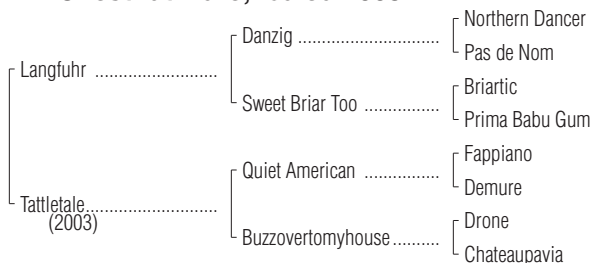 Northern Dancer
Danzig ................................
Pas de Nom
Langfuhr ...........................
Briartic
Sweet Briar Too .................
Prima Babu Gum
Fappiano
Quiet American .................
Demure
Tattletale..............................
(2003)
Drone
Buzzovertomyhouse..........
Chateaupavia